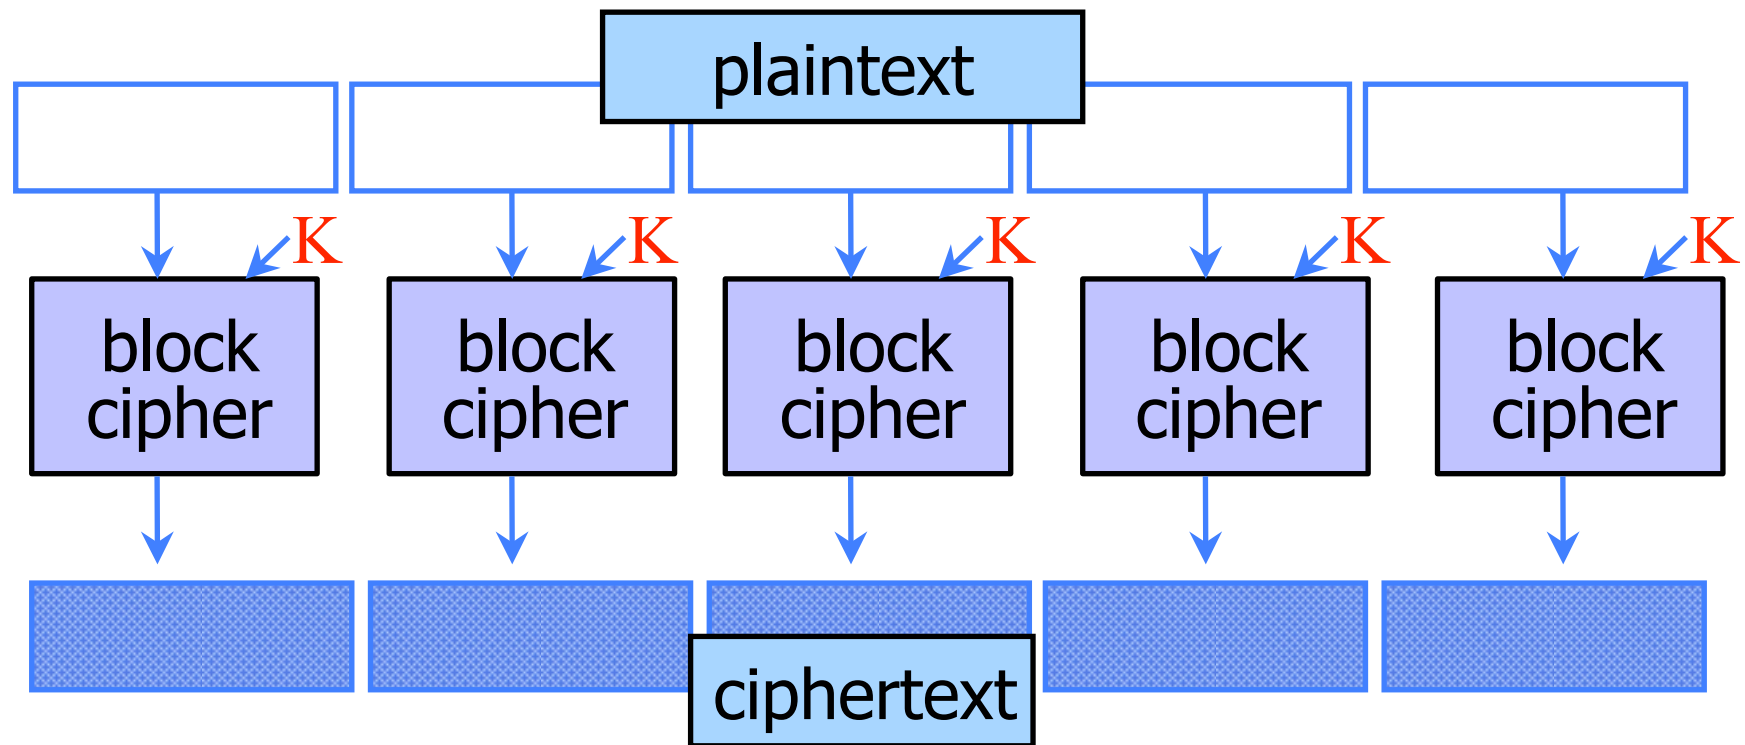 plaintext
K K K K K
block block block block block
cipher cipher cipher cipher cipher
ciphertext